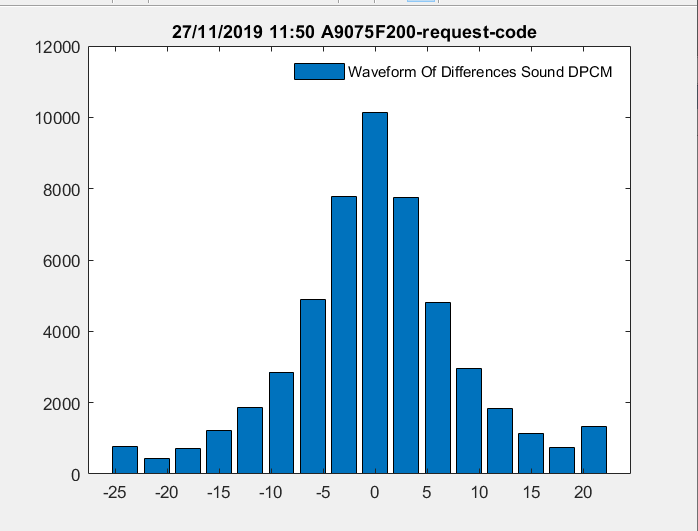 27/11/2019 11:50 A9075F200-request-code
Waveform Of Differences Sound DPCM
12000
10000
8000
6000
4000
2000
0
-25 -20 -15 -10 -5 0 5 10 15 20